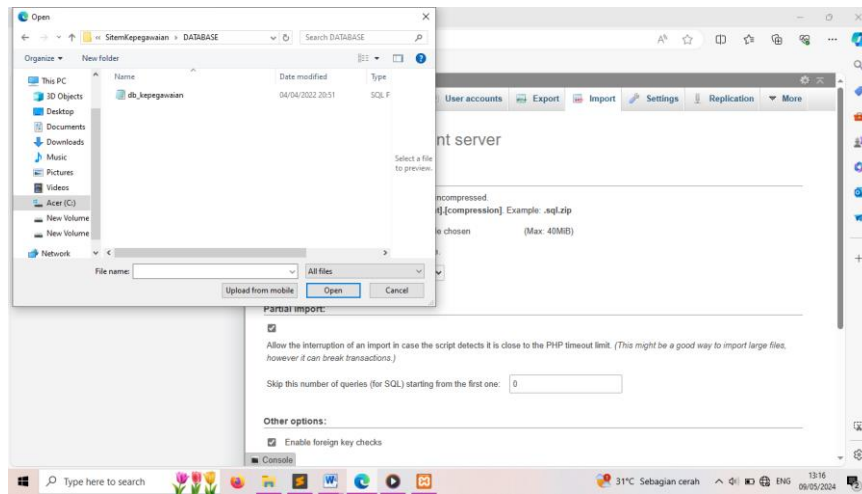 Open
SitemKepegawaian > DATABASE
Search DATABASE
Organize
New folder
This PC
3D Objects
Desktop
Documents
Downloads
Music
Pictures
Videos
Acer (C:)
New Volume
New Volume
Network
Name
Date modified
Type
db_kepegawaian
04/04/2022 20:51
SQL F
Select a file
to preview.
File name:
All files
Upload from mobile
Open
Cancel
User accounts
Export
Import
Settings
Replication
More
nt server
ncompressed.
t].[compression]. Example: .sql.zip
e chosen
(Max: 40MiB)
Partial import:
Allow the interruption of an import in case the script detects it is close to the PHP timeout limit. (This might be a good way to import large files,
however it can break transactions.)
Skip this number of queries (for SQL) starting from the first one:
0
Other options:
Enable foreign key checks
Console
Type here to search
31°C Sebagian cerah
ENG
13:16
09/05/2024